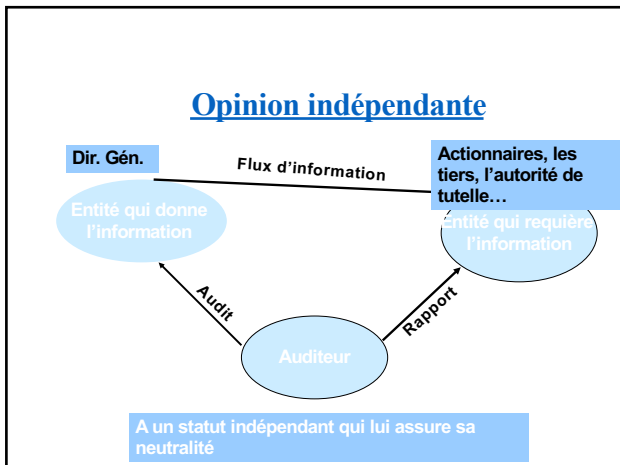 Opinion indépendante
Dir. Gén.
Flux d’information
Actionnaires, les
tiers, l’autorité de
tutelle…
Entité qui donne
l’information
Entité qui requière
l’information
Audit
Rapport
Auditeur
A un statut indépendant qui lui assure sa
neutralité